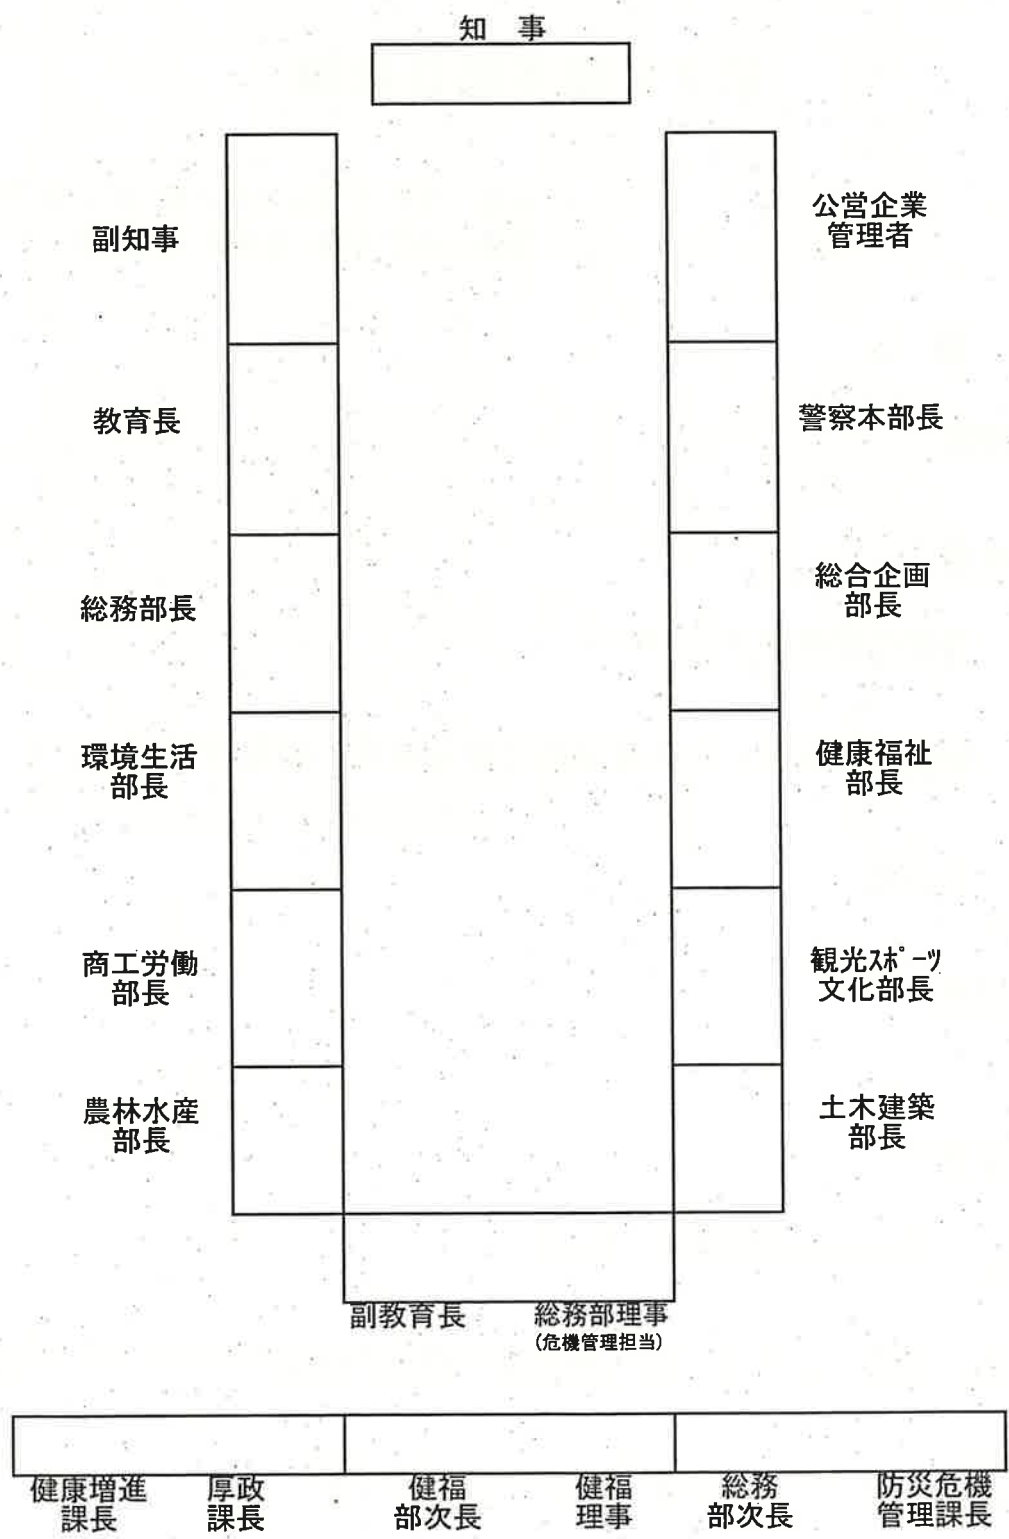 知　事
副知事
公営企業
管理者
教育長
警察本部長
総務部長
総合企画
部長
環境生活
部長
健康福祉
部長
商工労働
部長
観光ｽﾎﾟｰﾂ
文化部長
農林水産
部長
土木建築
部長
副教育長
総務部理事
(危機管理担当)
健康増進
課長
厚政
課長
健福
部次長
健福
理事
総務
部次長
防災危機
管理課長